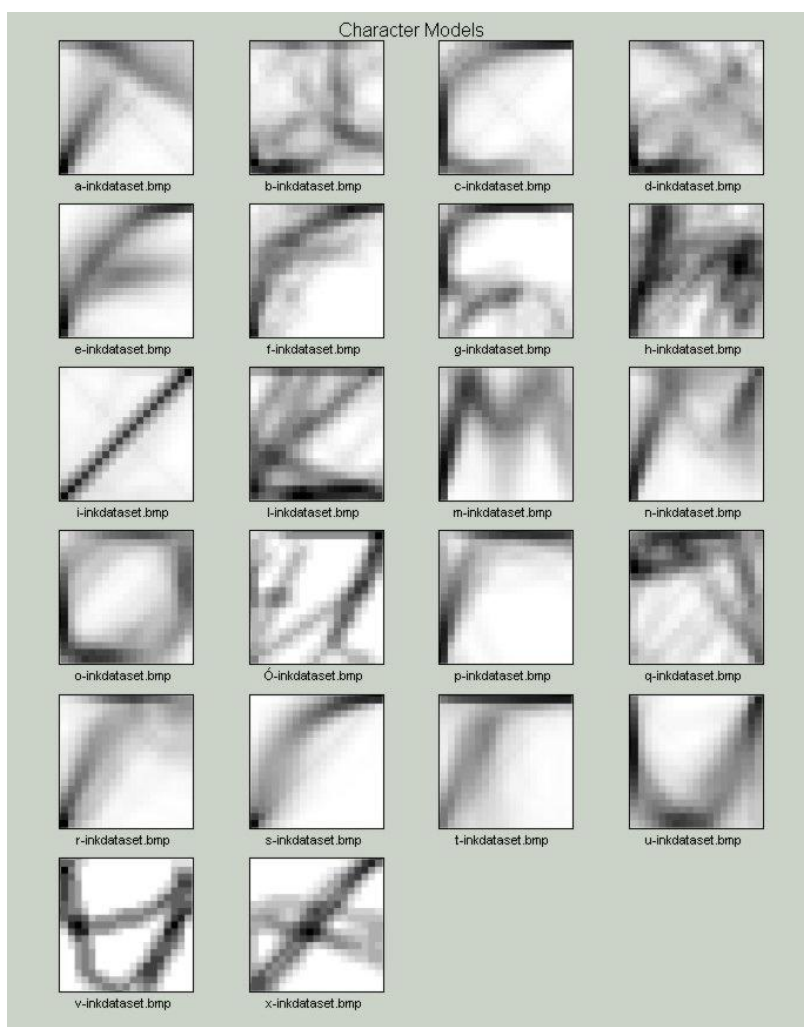 Character Models
a-inkdataset.bmp b-inkdataset.bmp c-inkdataset.bmp d-inkdataset.bmp
e-inkdataset.bmp f-inkdataset.bmp g-inkdataset.bmp h-inkdataset.bmp
i-inkdataset.bmp l-inkdataset.bmp m-inkdataset.bmp n-inkdataset.bmp
o-inkdataset.bmp Ó-inkdataset.bmp p-inkdataset.bmp q-inkdataset.bmp
r-inkdataset.bmp s-inkdataset.bmp t-inkdataset.bmp u-inkdataset.bmp
v-inkdataset.bmp x-inkdataset.bmp